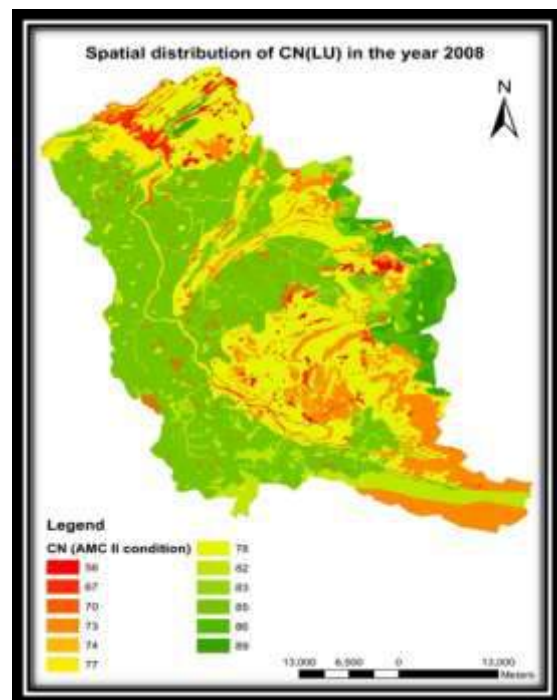 Spatial distribution of CN(LU) in the year 2008
N
Legend
CN (AMC II condition)
56
67
70
73
74
77
78
82
83
85
86
89
13,000 6,500 0 13,000
Meters